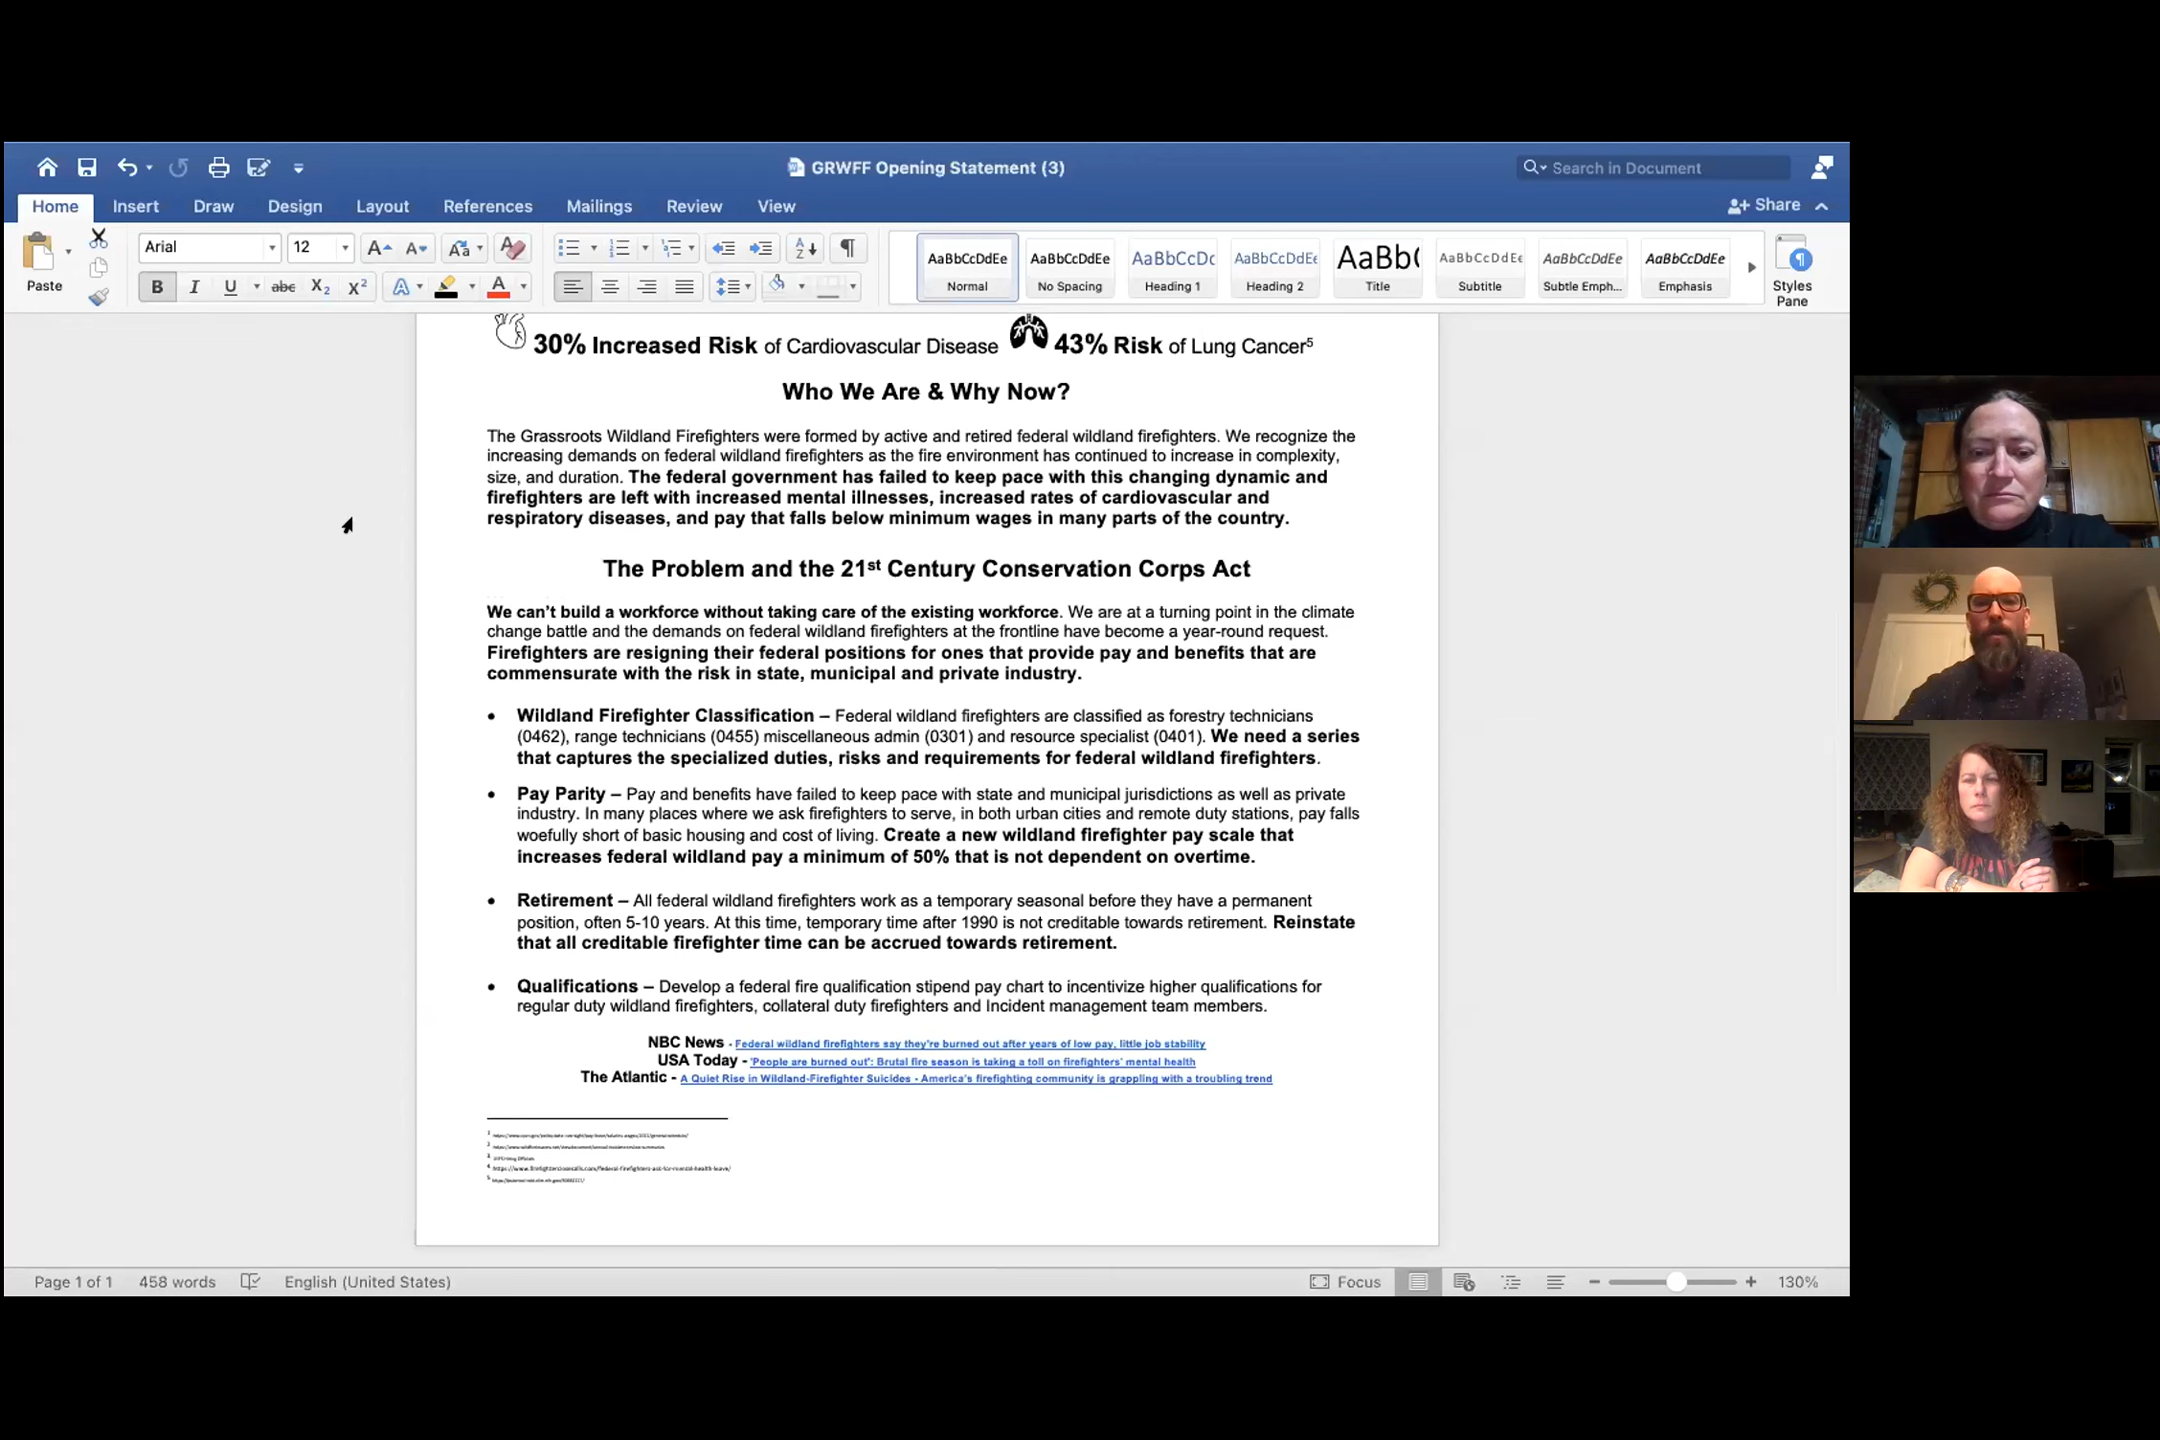 GRWFF Opening Statement (3)
Search in Document
Home Insert Draw Design Layout References Mailings Review View
Share
Paste
Arial 12
AaBbCcDdEe AaBbCcDdEe AaBbCcDc AaBbCcDdEe AaBb( AaBbCcDdEe AaBbCcDdEe AaBbCcDdEe
Normal No Spacing Heading 1 Heading 2 Title Subtitle Subtle Emph... Emphasis
Styles
Pane
30% Increased Risk of Cardiovascular Disease 43% Risk of Lung Cancer5
Who We Are & Why Now?
The Grassroots Wildland Firefighters were formed by active and retired federal wildland firefighters. We recognize the
increasing demands on federal wildland firefighters as the fire environment has continued to increase in complexity,
size, and duration. The federal government has failed to keep pace with this changing dynamic and
firefighters are left with increased mental illnesses, increased rates of cardiovascular and
respiratory diseases, and pay that falls below minimum wages in many parts of the country.
The Problem and the 21st Century Conservation Corps Act
We can't build a workforce without taking care of the existing workforce. We are at a turning point in the climate
change battle and the demands on federal wildland firefighters at the frontline have become a year-round request.
Firefighters are resigning their federal positions for ones that provide pay and benefits that are
commensurate with the risk in state, municipal and private industry.
• Wildland Firefighter Classification – Federal wildland firefighters are classified as forestry technicians
(0462), range technicians (0455) miscellaneous admin (0301) and resource specialist (0401). We need a series
that captures the specialized duties, risks and requirements for federal wildland firefighters.
• Pay Parity – Pay and benefits have failed to keep pace with state and municipal jurisdictions as well as private
industry. In many places where we ask firefighters to serve, in both urban cities and remote duty stations, pay falls
woefully short of basic housing and cost of living. Create a new wildland firefighter pay scale that
increases federal wildland pay a minimum of 50% that is not dependent on overtime.
• Retirement – All federal wildland firefighters work as a temporary seasonal before they have a permanent
position, often 5-10 years. At this time, temporary time after 1990 is not creditable towards retirement. Reinstate
that all creditable firefighter time can be accrued towards retirement.
• Qualifications – Develop a federal fire qualification stipend pay chart to incentivize higher qualifications for
regular duty wildland firefighters, collateral duty firefighters and Incident management team members.
NBC News - Federal wildland firefighters say they're burned out after years of low pay, little job stability
USA Today - 'People are burned out': Brutal fire season is taking a toll on firefighters' mental health
The Atlantic - A Quiet Rise in Wildland-Firefighter Suicides - America's firefighting community is grappling with a troubling trend
Page 1 of 1 458 words English (United States) Focus 130%